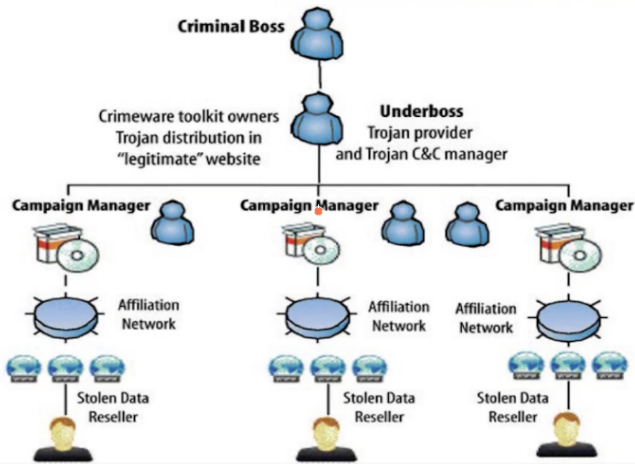 Criminal Boss
Crimeware toolkit owners
Trojan distribution in
“legitimate” website
Underboss
Trojan provider
and Trojan C&C manager
Campaign Manager
Campaign Manager
Campaign Manager
Affiliation
Network
Affiliation
Network
Affiliation
Network
Stolen Data
Reseller
Stolen Data
Reseller
Stolen Data
Reseller